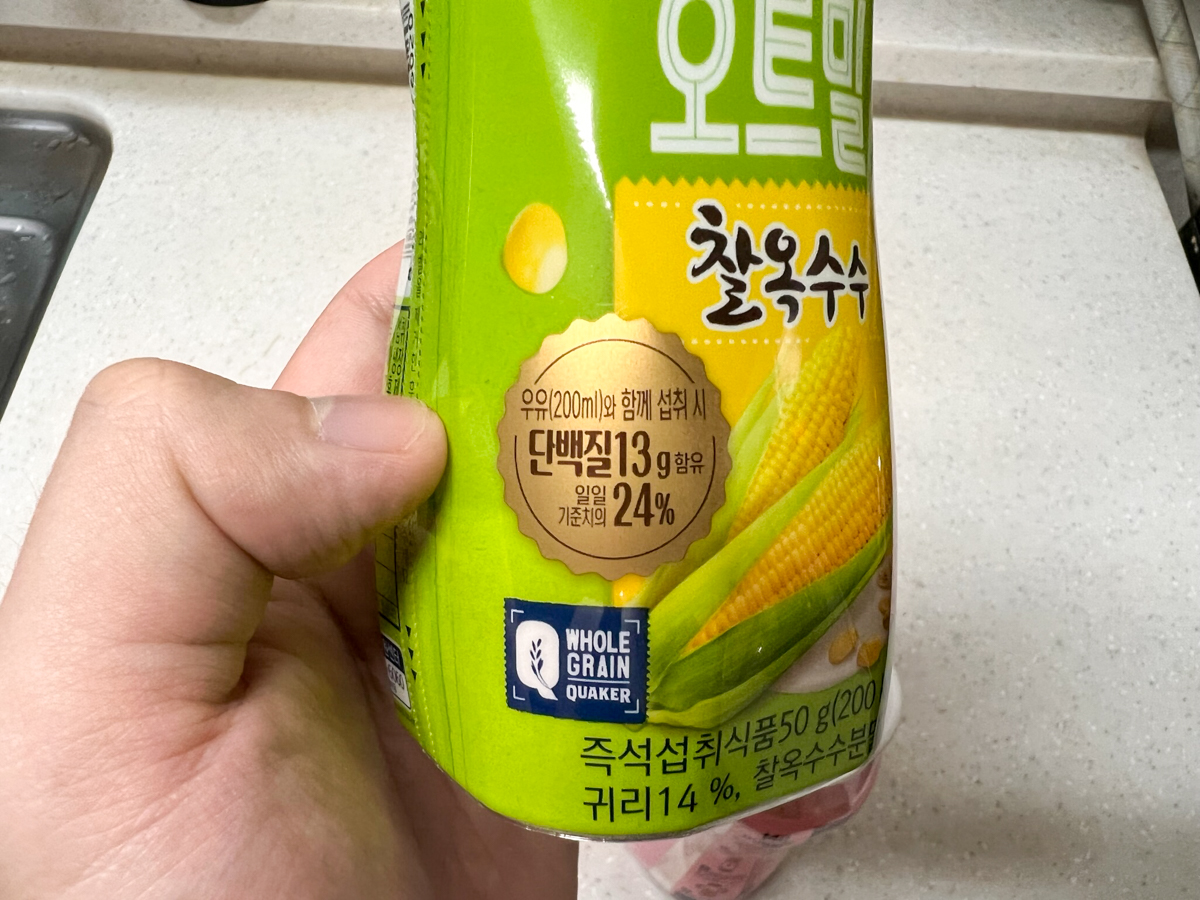 오트밀
찰옥수수
우유(200ml)와 함께 섭취 시
단백질13g함유
일일
기준치의 24%
Q WHOLE
GRAIN
QUAKER
즉석섭취식품50 g(200
귀리14 %, 찰옥수수분말